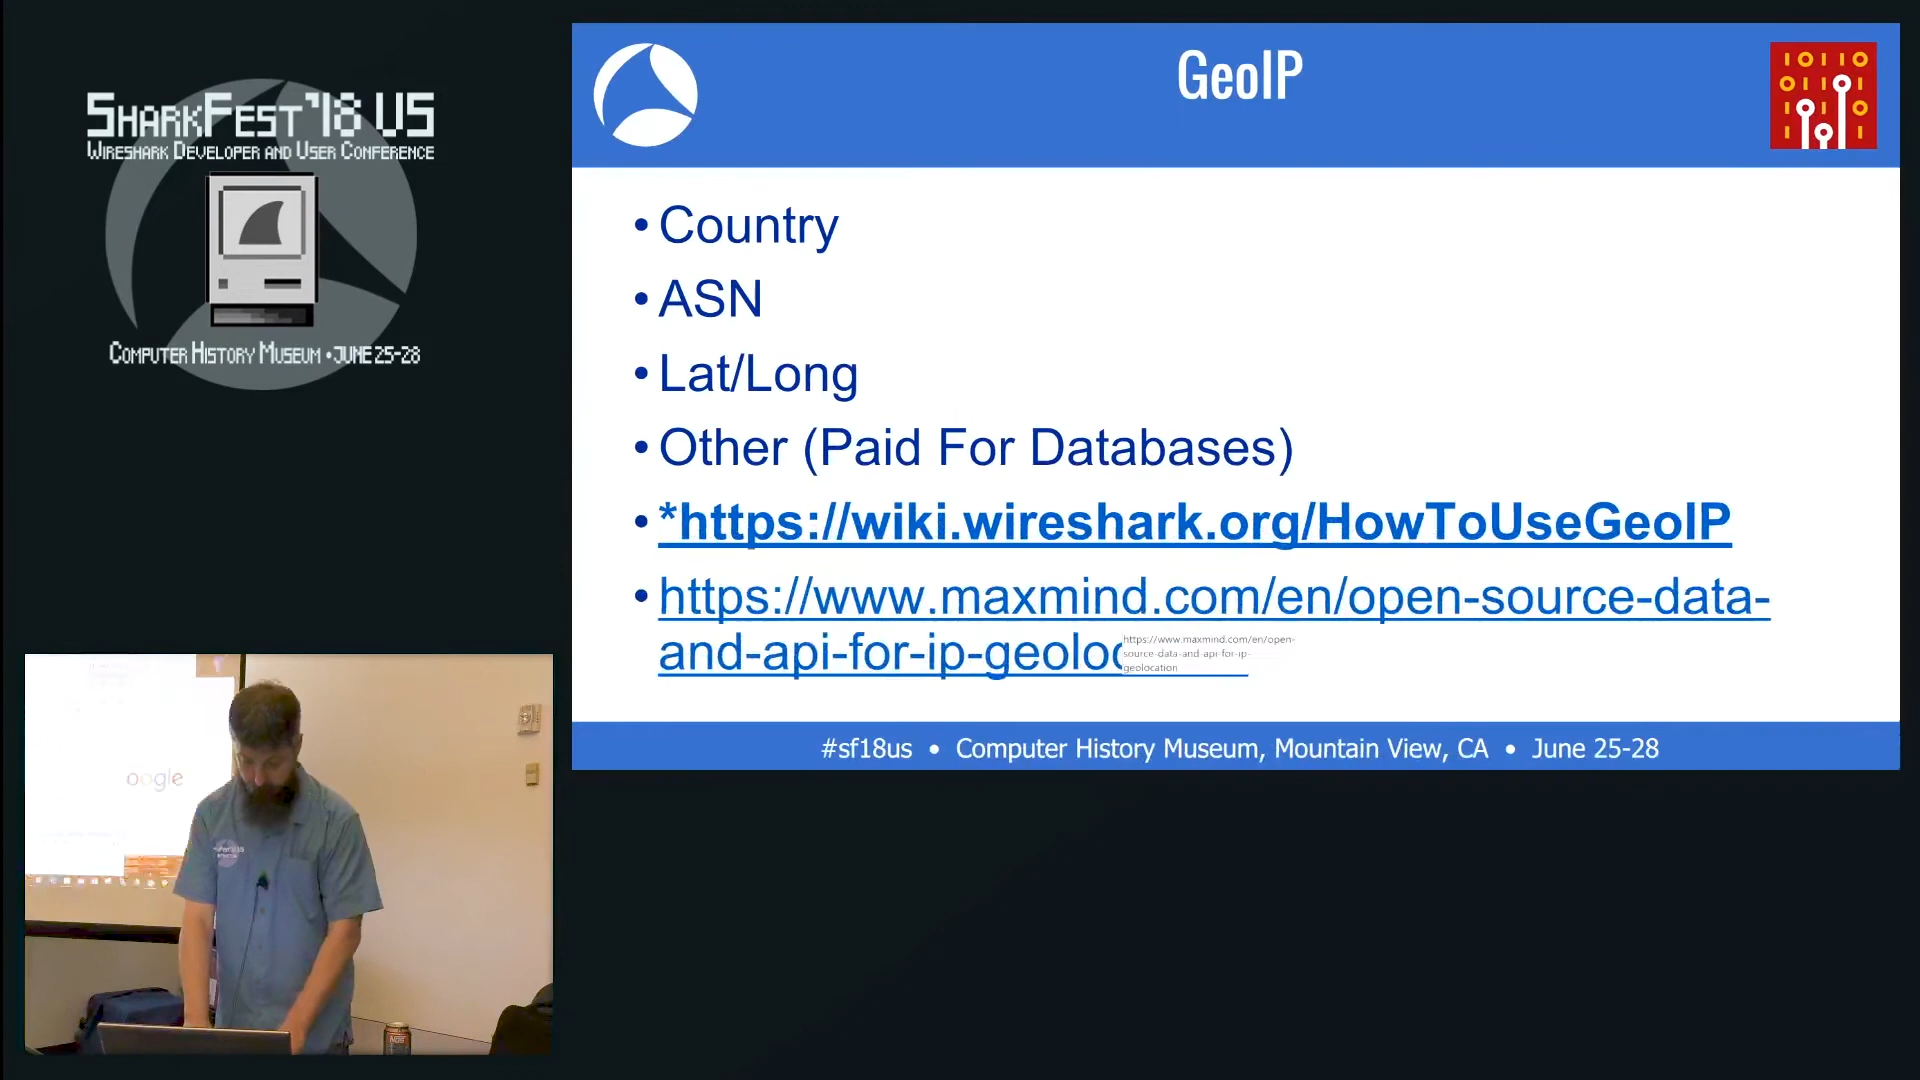 SHARKFEST'18 US
WIRESHARK DEVELOPER AND USER CONFERENCE
COMPUTER HISTORY MUSEUM • JUNE 25-28
GeoIP
• Country
• ASN
• Lat/Long
• Other (Paid For Databases)
• *https://wiki.wireshark.org/HowToUseGeoIP
• https://www.maxmind.com/en/open-source-data-
and-api-for-ip-geoloc
https://www.maxmind.com/en/open-
source-data-and-api-for-ip-
geolocation
#sf18us • Computer History Museum, Mountain View, CA • June 25-28
oogle
NOS